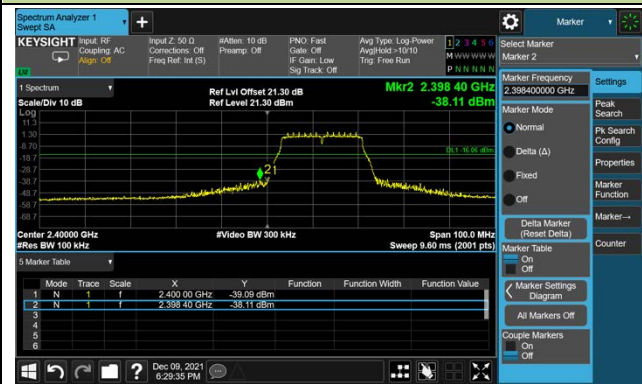 Spectrum Analyzer 1
Swept SA
+
Marker
KEYSIGHT Input: RF Input Z: 50 Ω #Atten: 10 dB PNO: Fast Avg Type: Log-Power 1 2 3 4 5 6
Coupling: AC Corrections: Off Preamp: Off Gate: Off Avg|Hold:>10/10 M W W W W W
Align: Off Freq Ref: Int (S) IF Gain: Low Trig: Free Run P N N N N N
Sig Track: Off
LM
Select Marker
Marker 2
1 Spectrum Ref Lvl Offset 21.30 dB Mkr2 2.398 40 GHz
Scale/Div 10 dB Ref Level 21.30 dBm -38.11 dBm
Log
11.3
1.30
-8.70
DL1 -16.06 dBm
-18.7
-28.7
21
-38.7
-48.7
-58.7
-68.7
Center 2.40000 GHz #Video BW 300 kHz Span 100.0 MHz
#Res BW 100 kHz Sweep 9.60 ms (2001 pts)
5 Marker Table
Mode Trace Scale X Y Function Function Width Function Value
1 N 1 f 2.400 00 GHz -39.09 dBm
2 N 1 f 2.398 40 GHz -38.11 dBm
3
4
5
6
Marker Frequency
2.398400000 GHz
Marker Mode
Normal
Delta (Δ)
Fixed
Off
Delta Marker
(Reset Delta)
Marker Table
On
Off
Marker Settings
Diagram
All Markers Off
Couple Markers
On
Off
Settings
Peak
Search
Pk Search
Config
Properties
Marker
Function
Marker→
Counter
?
Dec 09, 2021
6:29:35 PM